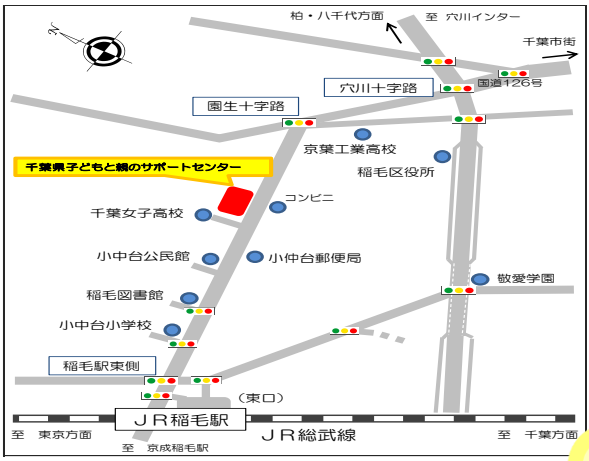 柏・八千代方面
至 穴川インター
N
千葉市街
国道126号
穴川十字路
園生十字路
京葉工業高校
稲毛区役所
千葉県子どもと親のサポートセンター
コンビニ
千葉女子高校
小中台公民館
小仲台郵便局
敬愛学園
稲毛図書館
小中台小学校
稲毛駅東側
(東口)
JR稲毛駅
JR総武線
至 東京方面
至 千葉方面
至 京成稲毛駅